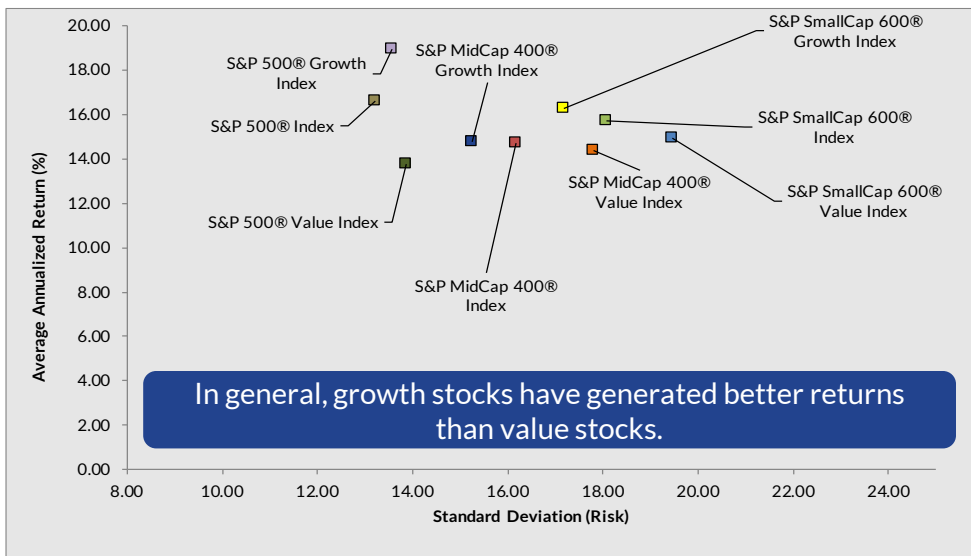 20.00
18.00
16.00
14.00
12.00
10.00
8.00
6.00
4.00
2.00
0.00
Average Annualized Return (%)
S&P 500® Growth
Index
S&P 500® Index
S&P 500® Value Index
S&P MidCap 400®
Growth Index
S&P MidCap 400®
Index
S&P SmallCap 600®
Growth Index
S&P SmallCap 600®
Index
S&P MidCap 400®
Value Index
S&P SmallCap 600®
Value Index
In general, growth stocks have generated better returns
than value stocks.
8.00 10.00 12.00 14.00 16.00 18.00 20.00 22.00 24.00
Standard Deviation (Risk)